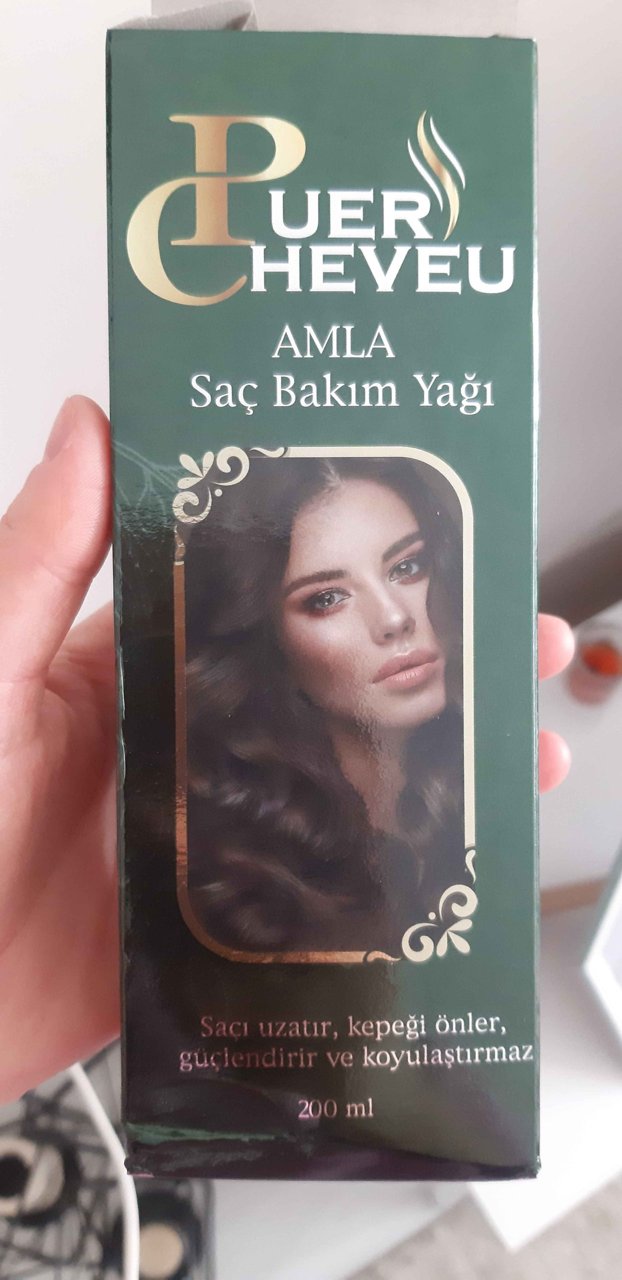 PUER
CHEVEU
AMLA
Saç Bakım Yağı
Saçı uzatır, kepeği önler,
güçlendirir ve koyulaştırmaz
200 ml